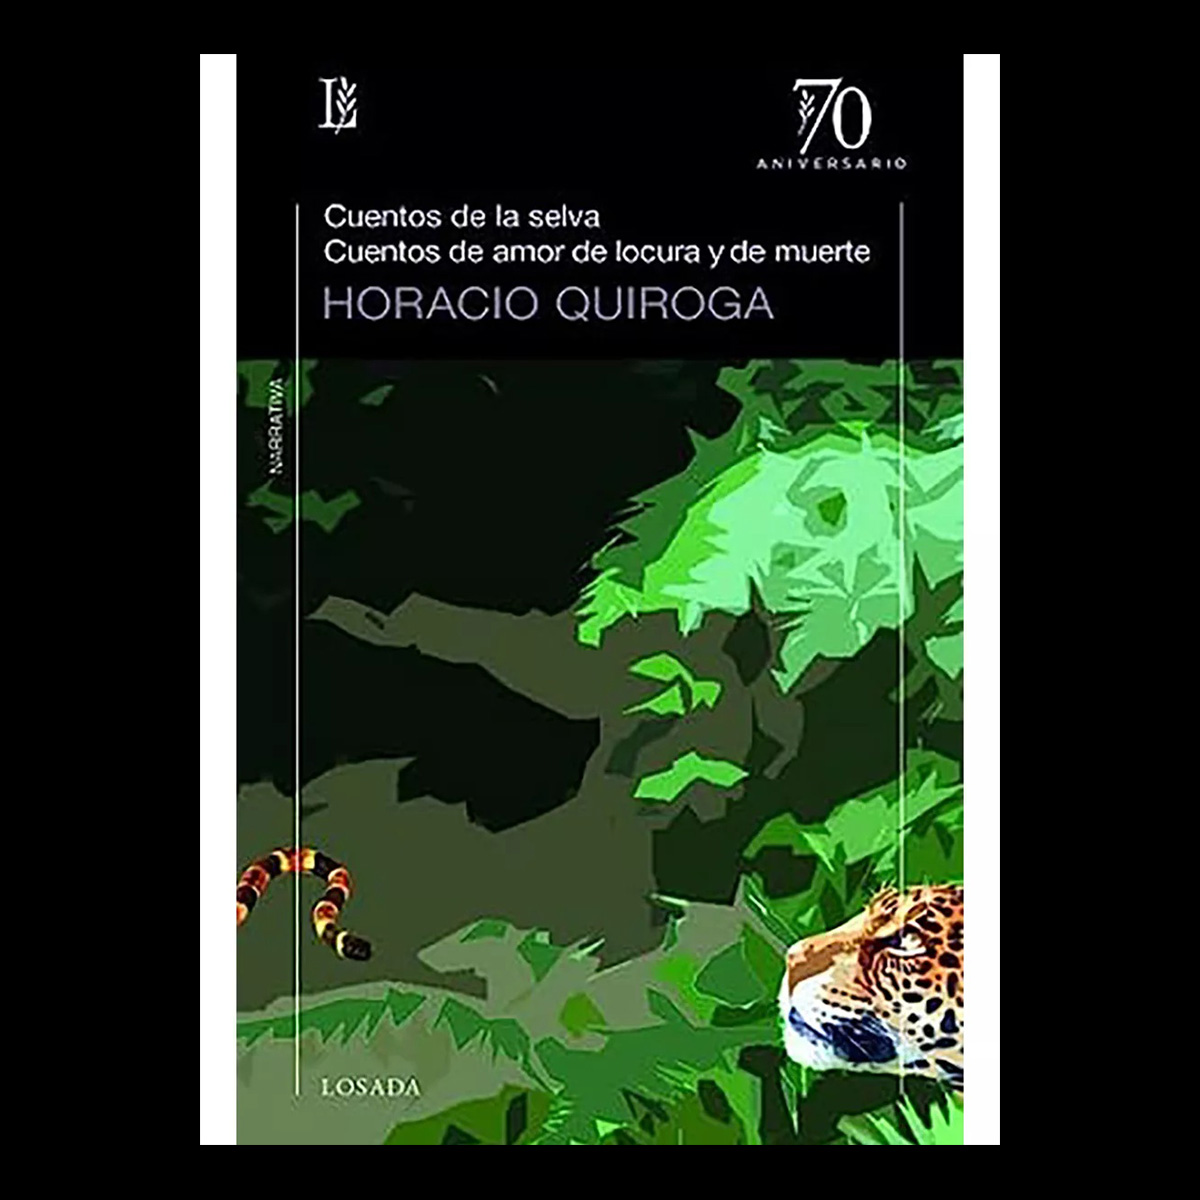 L
70
ANIVERSARIO
Cuentos de la selva
Cuentos de amor de locura y de muerte
HORACIO QUIROGA
NARRATIVA
LOSADA